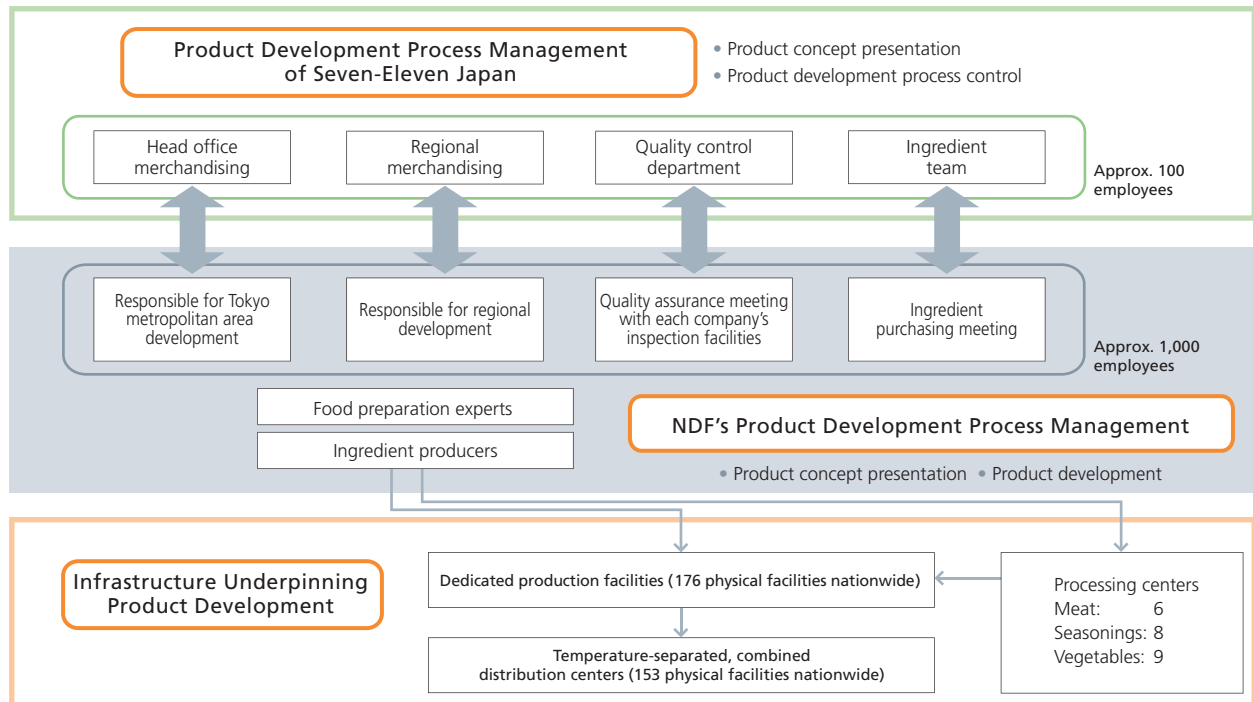 Product Development Process Management
of Seven-Eleven Japan
• Product concept presentation
• Product development process control
Head office
merchandising
Regional
merchandising
Quality control
department
Ingredient
team
Approx. 100
employees
Responsible for Tokyo
metropolitan area
development
Responsible for regional
development
Quality assurance meeting
with each company's
inspection facilities
Ingredient
purchasing meeting
Approx. 1,000
employees
Food preparation experts
Ingredient producers
NDF's Product Development Process Management
• Product concept presentation • Product development
Infrastructure Underpinning
Product Development
Dedicated production facilities (176 physical facilities nationwide)
Temperature-separated, combined
distribution centers (153 physical facilities nationwide)
Processing centers
Meat: 6
Seasonings: 8
Vegetables: 9